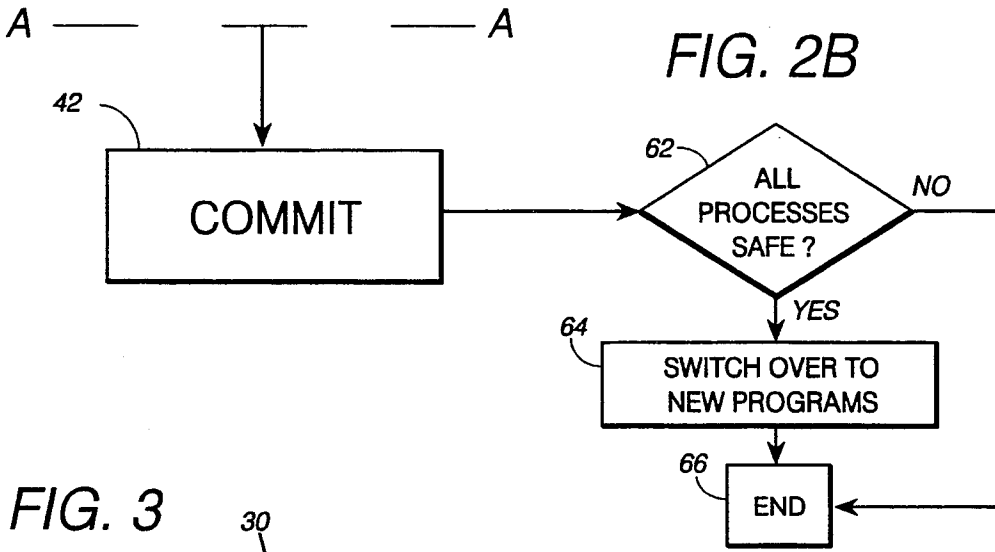 A A
FIG. 2B
42
COMMIT
62
ALL
PROCESSES
SAFE ?
NO
YES
64
SWITCH OVER TO
NEW PROGRAMS
66
END
FIG. 3
30